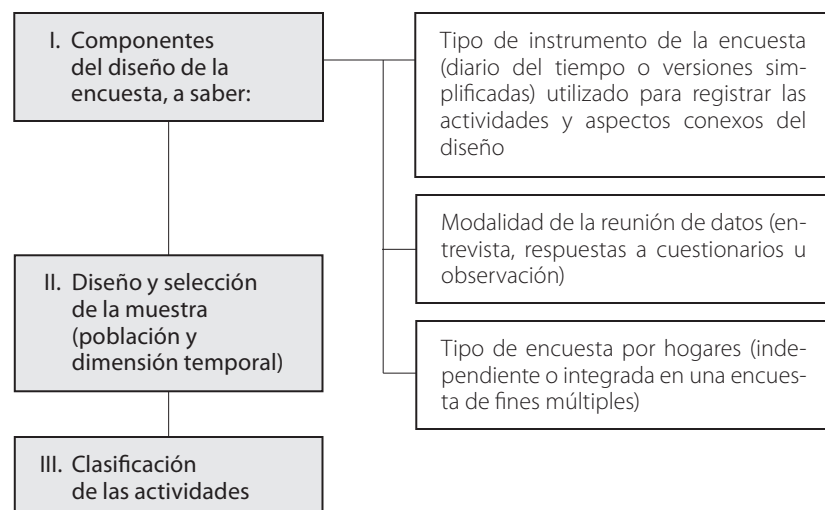 I. Componentes
del diseño de la
encuesta, a saber:
Tipo de instrumento de la encuesta
(diario del tiempo o versiones sim-
plificadas) utilizado para registrar las
actividades y aspectos conexos del
diseño
Modalidad de la reunión de datos (en-
trevista, respuestas a cuestionarios u
observación)
Tipo de encuesta por hogares (inde-
pendiente o integrada en una encues-
ta de fines múltiples)
II. Diseño y selección
de la muestra
(población y
dimensión temporal)
III. Clasificación
de las actividades